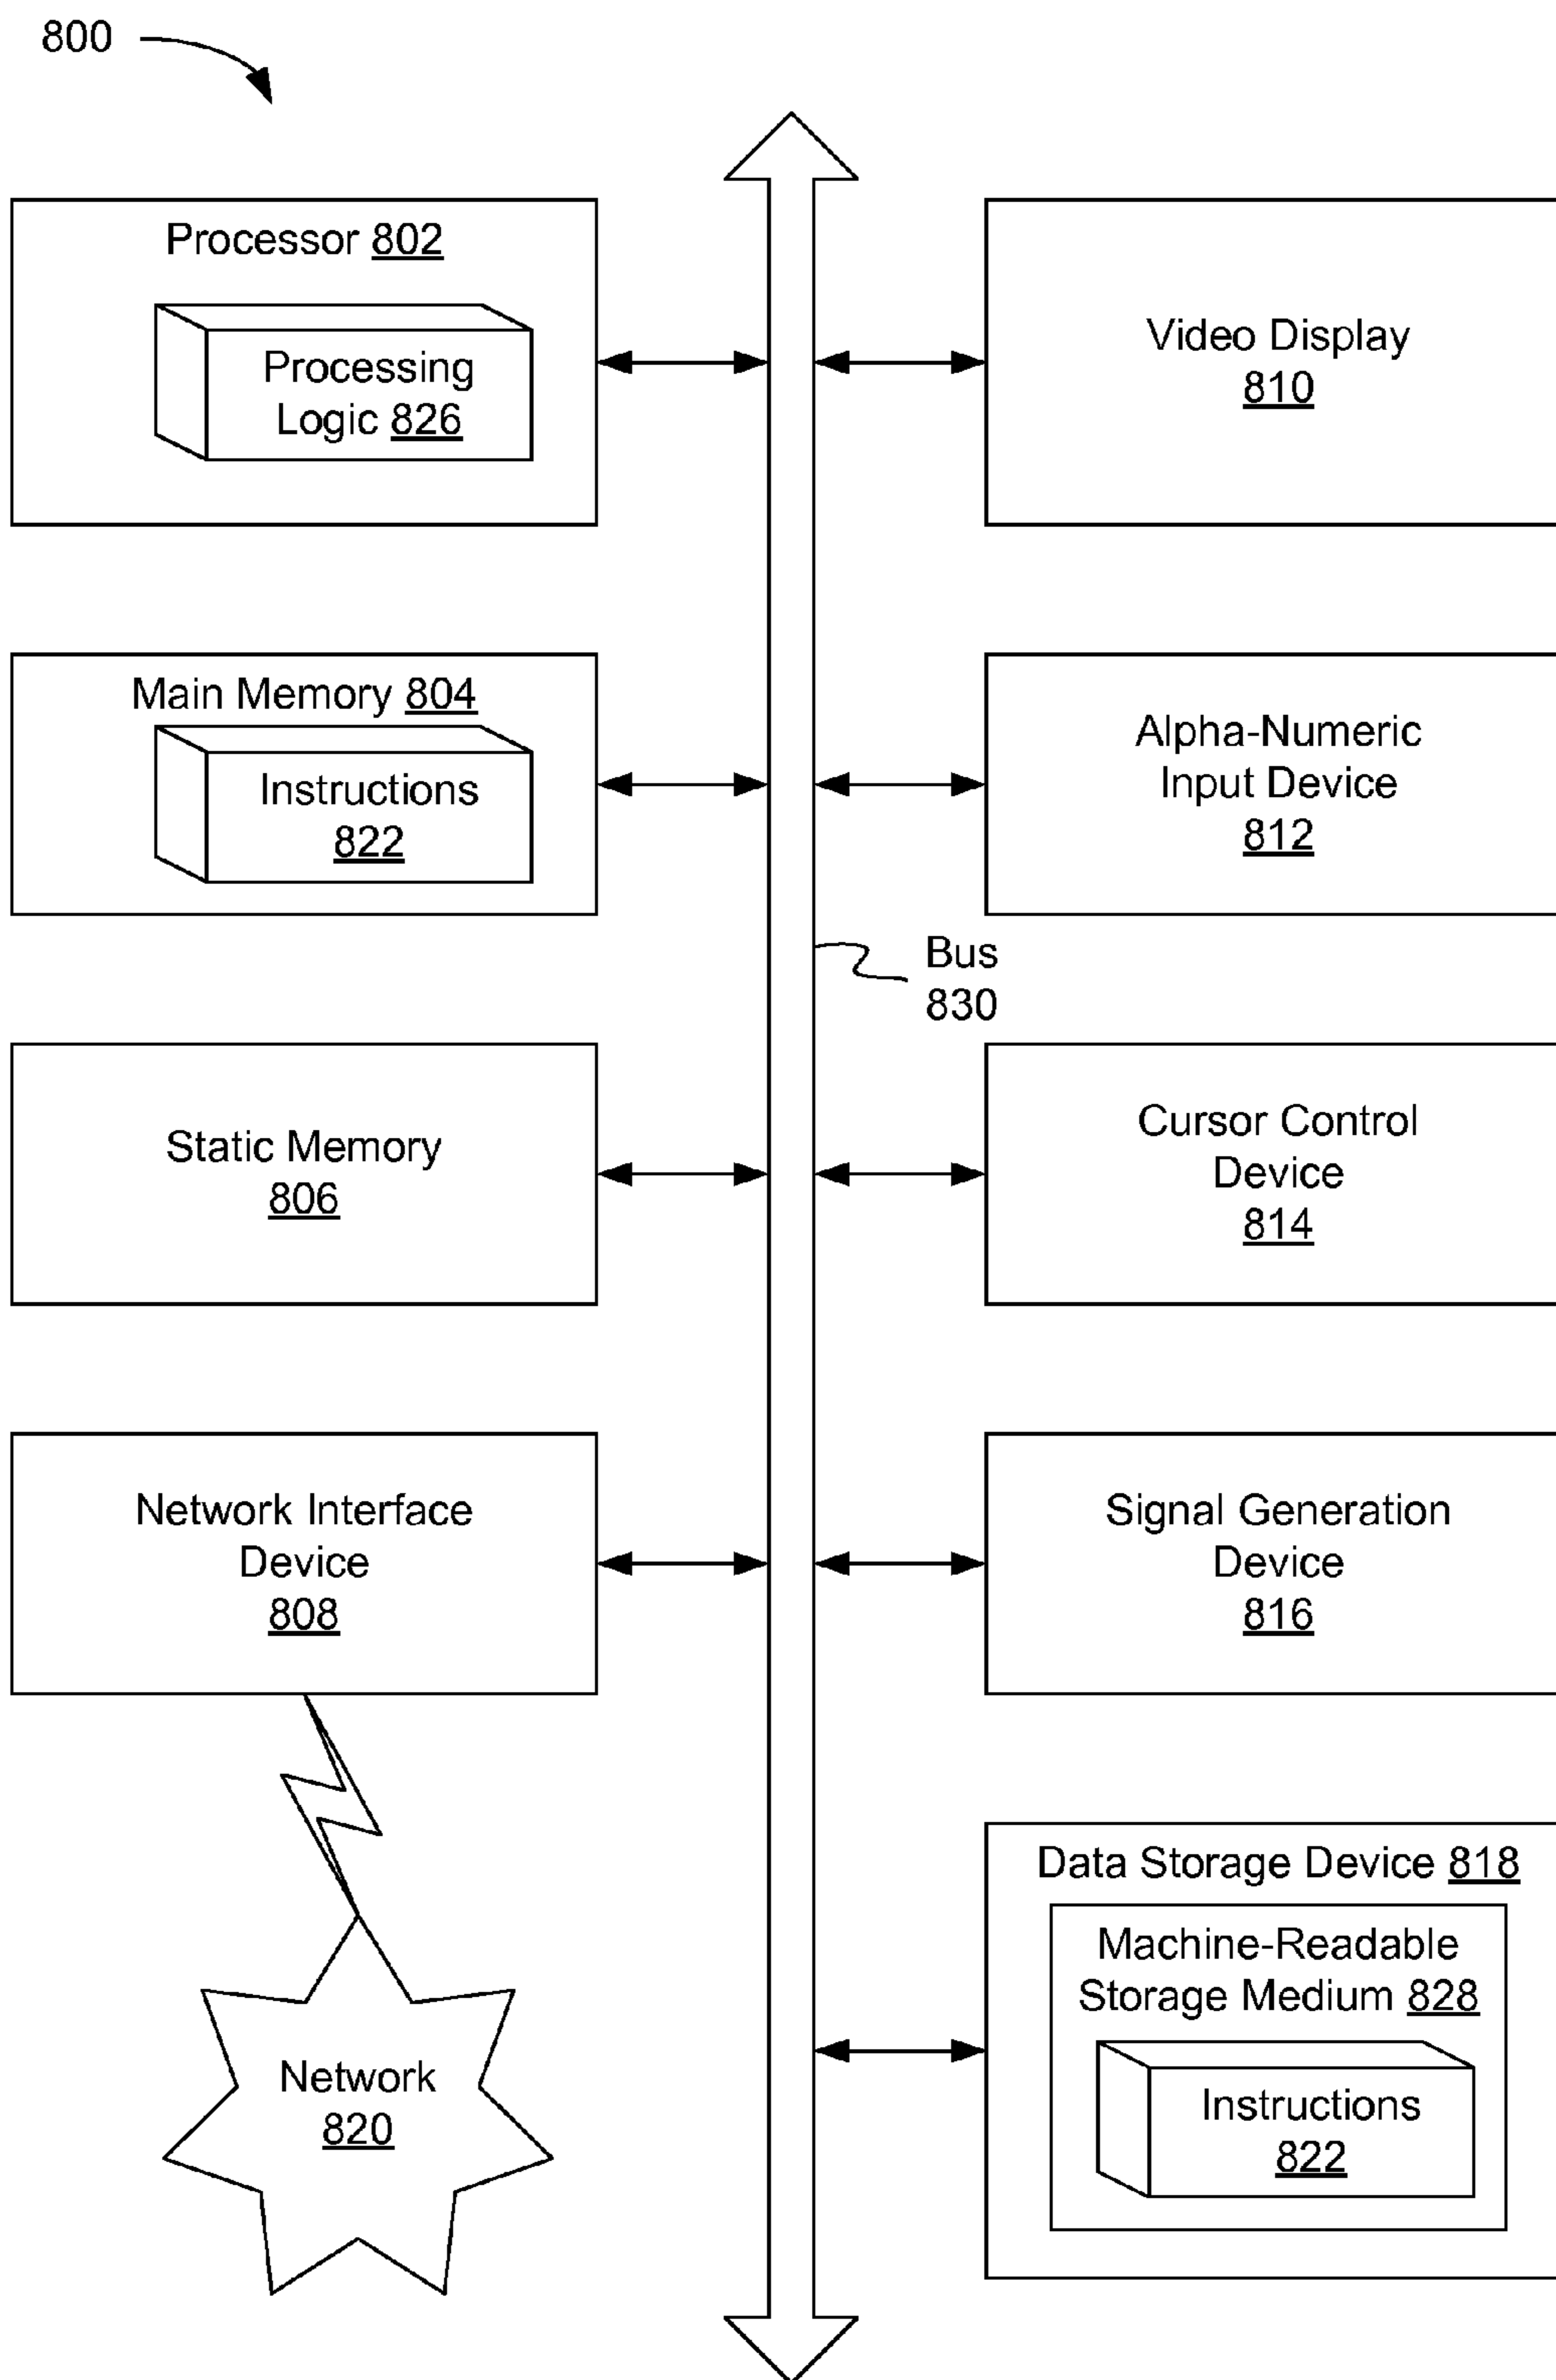 800
Processor 802
Processing
Logic 826
Video Display
810
Main Memory 804
Instructions
822
Alpha-Numeric
Input Device
812
Bus
830
Static Memory
806
Cursor Control
Device
814
Network Interface
Device
808
Signal Generation
Device
816
Data Storage Device 818
Machine-Readable
Storage Medium 828
Instructions
822
Network
820